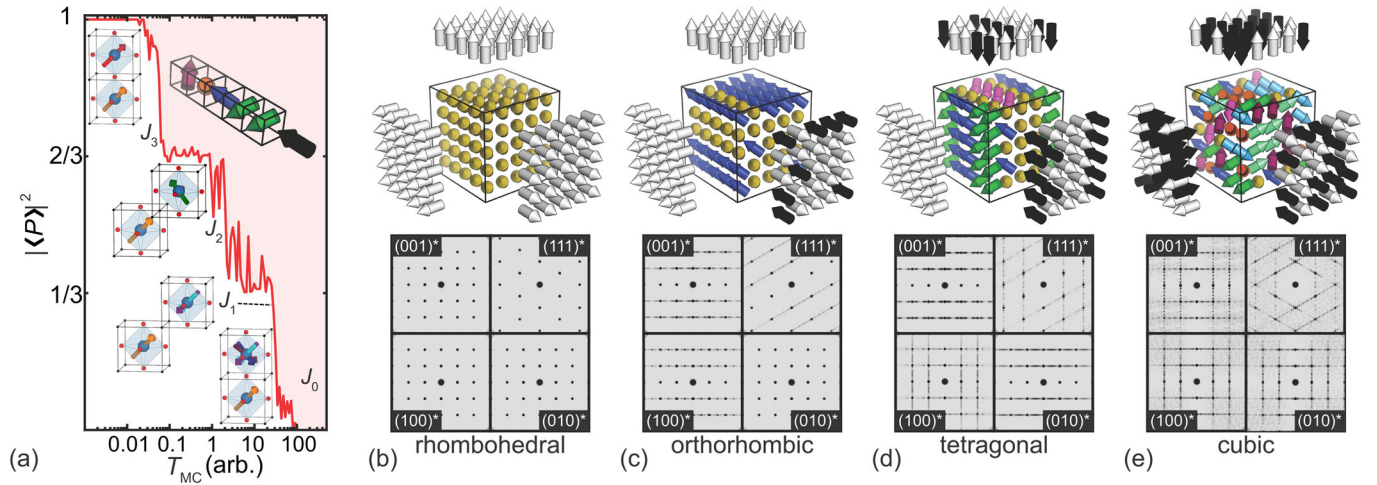 1
2/3
1/3
|⟨P⟩|²
J₃
J₂
J₁
J₀
0.01 0.1 1 10 100
T_MC (arb.)
(a)
(001)* (111)*
(100)* (010)*
(b) rhombohedral
(001)* (111)*
(100)* (010)*
(c) orthorhombic
(001)* (111)*
(100)* (010)*
(d) tetragonal
(001)* (111)*
(100)* (010)*
(e) cubic